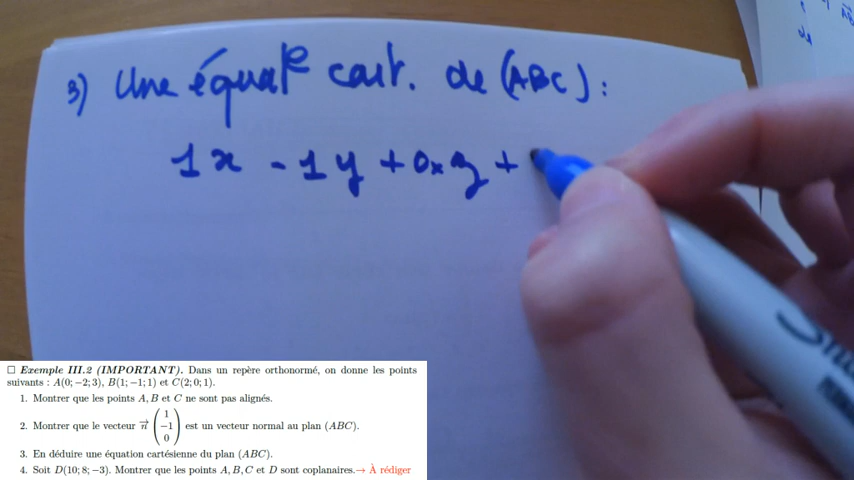 3) Une équat° cart. de (ABC) :
1x - 1y + 0xz +
□ Exemple III.2 (IMPORTANT). Dans un repère orthonormé, on donne les points
suivants : A(0; −2; 3), B(1; −1; 1) et C(2; 0; 1).
1. Montrer que les points A, B et C ne sont pas alignés.
2. Montrer que le vecteur n⃗ (1 −1 0) est un vecteur normal au plan (ABC).
3. En déduire une équation cartésienne du plan (ABC).
4. Soit D(10; 8; −3). Montrer que les points A, B, C et D sont coplanaires.→ À rédiger